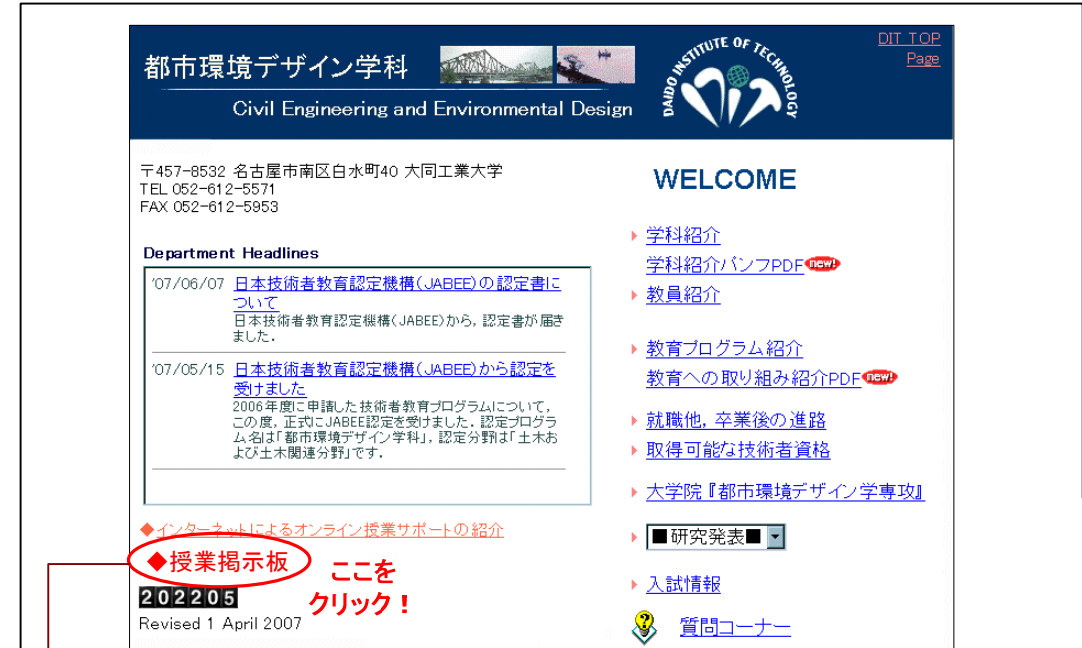 都市環境デザイン学科
Civil Engineering and Environmental Design
DAIDO INSTITUTE OF TECHNOLOGY
DIT
DIT TOP
Page
〒457-8532 名古屋市南区白水町40 大同工業大学
TEL 052-612-5571
FAX 052-612-5953
Department Headlines
'07/06/07 日本技術者教育認定機構(JABEE)の認定書に
ついて
日本技術者教育認定機構(JABEE)から,認定書が届き
ました.
'07/05/15 日本技術者教育認定機構(JABEE)から認定を
受けました
2006年度に申請した技術者教育プログラムについて,
この度,正式にJABEE認定を受けました.認定プログラ
ム名は「都市環境デザイン学科」,認定分野は「土木お
よび土木関連分野」です.
◆インターネットによるオンライン授業サポートの紹介
◆授業掲示板
ここを
クリック!
202205
Revised 1 April 2007
WELCOME
学科紹介
学科紹介パンフPDF new!
教員紹介
教育プログラム紹介
教育への取り組み紹介PDF new!
就職他,卒業後の進路
取得可能な技術者資格
大学院『都市環境デザイン学専攻』
■研究発表■
入試情報
質問コーナー